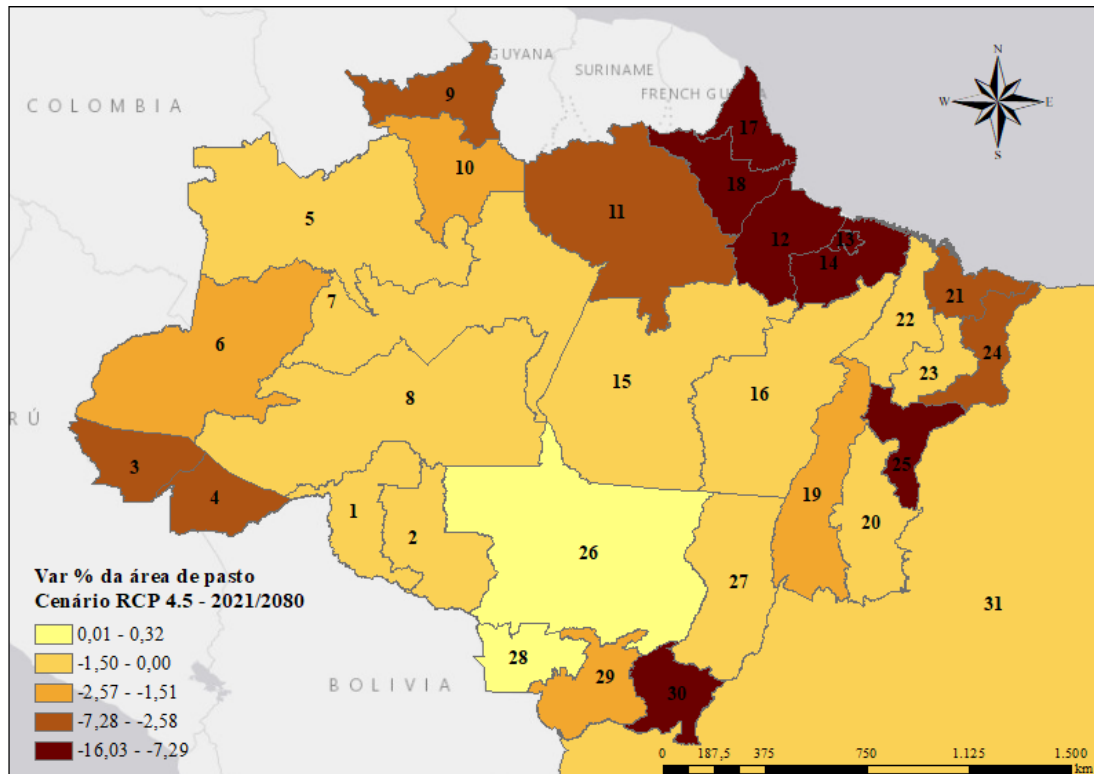 GUYANA
SURINAME
FRENCH GU A
COLOMBIA
N
W E
S
9
17
10
18
5
11
12
13
14
21
7
22
6
24
23
15
16
8
3
4
25
19
1
20
2
26
27
31
28
29
30
RÚ
BOLIVIA
Var % da área de pasto
Cenário RCP 4.5 - 2021/2080
0,01 - 0,32
-1,50 - 0,00
-2,57 - -1,51
-7,28 - -2,58
-16,03 - -7,29
0 187,5 375 750 1.125 1.500
km